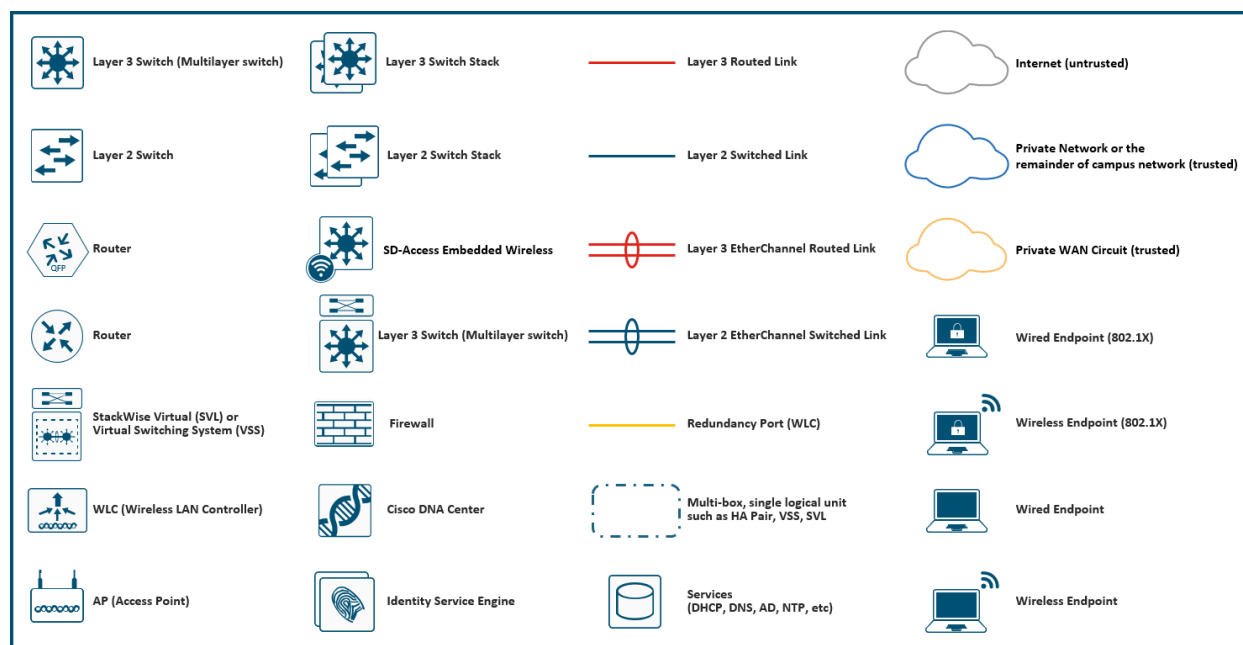 Layer 3 Switch (Multilayer switch)
Layer 3 Switch Stack
Layer 3 Routed Link
Internet (untrusted)
Layer 2 Switch
Layer 2 Switch Stack
Layer 2 Switched Link
Private Network or the
remainder of campus network (trusted)
QFP
Router
SD-Access Embedded Wireless
Layer 3 EtherChannel Routed Link
Private WAN Circuit (trusted)
Router
Layer 3 Switch (Multilayer switch)
Layer 2 EtherChannel Switched Link
Wired Endpoint (802.1X)
StackWise Virtual (SVL) or
Virtual Switching System (VSS)
Firewall
Redundancy Port (WLC)
Wireless Endpoint (802.1X)
WLC (Wireless LAN Controller)
Cisco DNA Center
Multi-box, single logical unit
such as HA Pair, VSS, SVL
Wired Endpoint
AP (Access Point)
Identity Service Engine
Services
(DHCP, DNS, AD, NTP, etc)
Wireless Endpoint